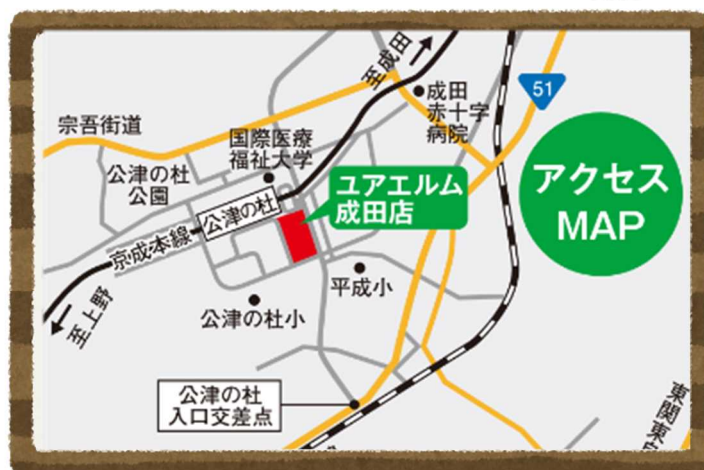 至成田
51
成田
赤十字
病院
宗吾街道
国際医療
福祉大学
アクセス
MAP
公津の杜
公園
ユアエルム
成田店
公津の杜
京成本線
平成小
至上野
公津の杜小
公津の杜
入口交差点
東関東